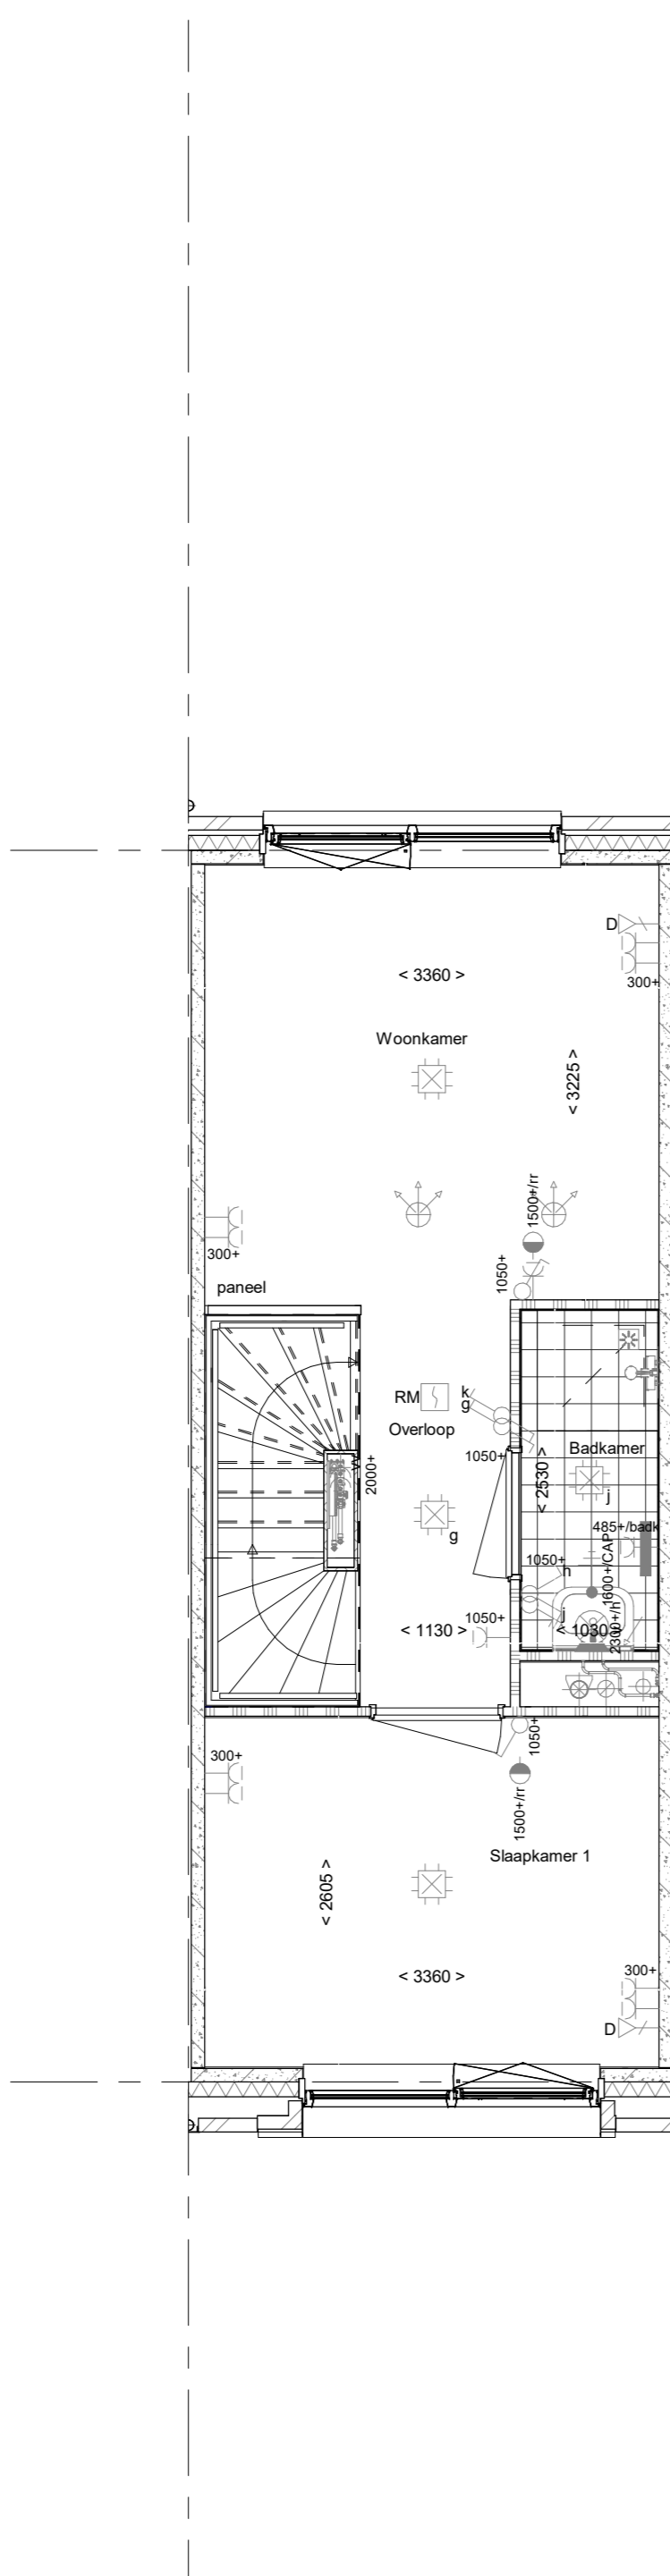 D
300+
< 3360 >
Woonkamer
< 3225 >
1500+/rr
300+
1050+
paneel
RM
k
g
Overloop
1050+
Badkamer
2000+
< 2530 >
j
g
485+/badk
1050+
h
1600+/CAP
j
2300+/h
1050+
< 1130 >
< 1030 >
1050+
300+
1500+/rr
Slaapkamer 1
< 2605 >
300+
< 3360 >
D